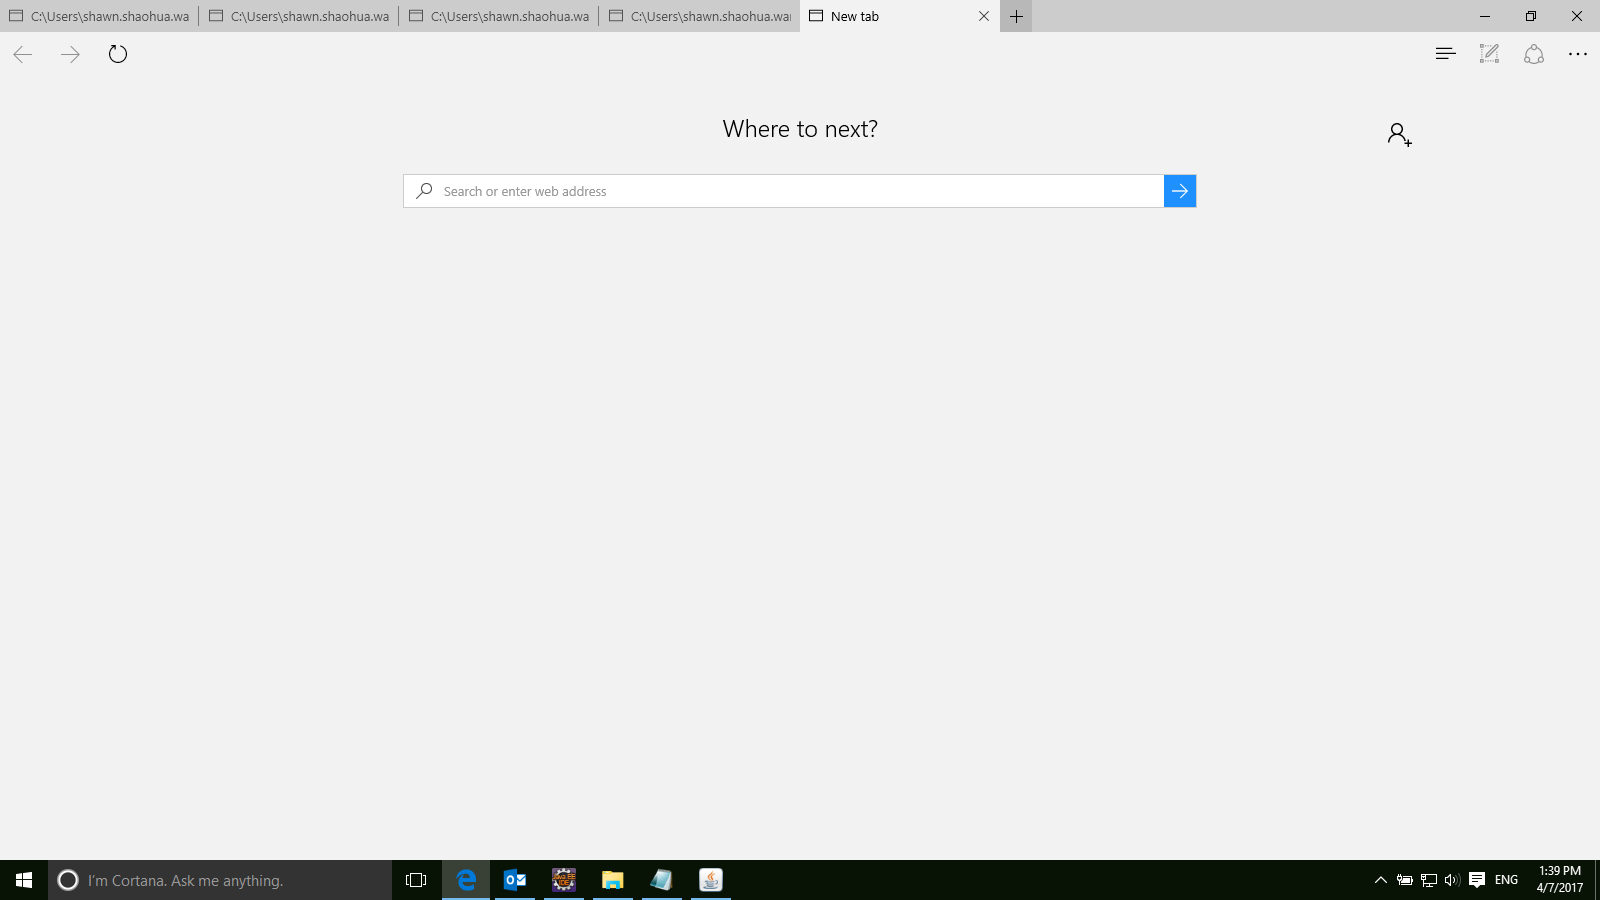 C:\Users\shawn.shaohua.wa
C:\Users\shawn.shaohua.wa
C:\Users\shawn.shaohua.wa
C:\Users\shawn.shaohua.wa
New tab
Where to next?
Search or enter web address
I'm Cortana. Ask me anything.
ENG
1:39 PM
4/7/2017